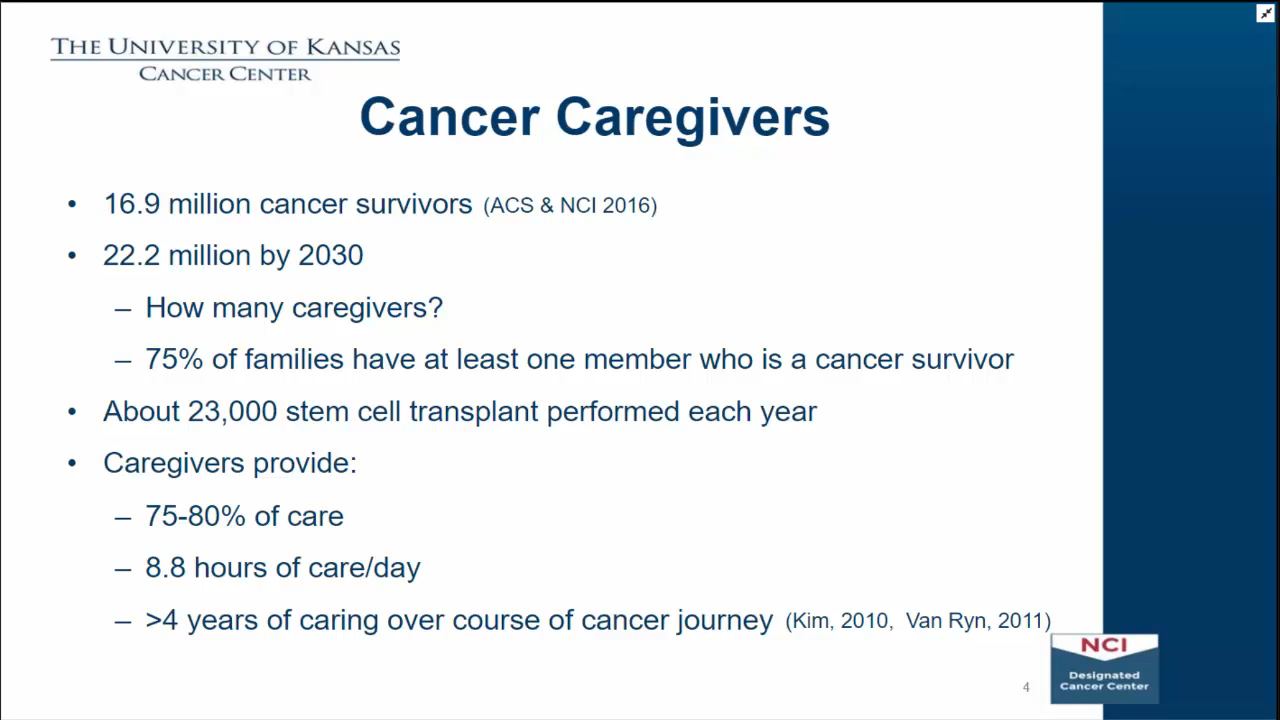 THE UNIVERSITY OF KANSAS
CANCER CENTER
Cancer Caregivers
• 16.9 million cancer survivors (ACS & NCI 2016)
• 22.2 million by 2030
– How many caregivers?
– 75% of families have at least one member who is a cancer survivor
• About 23,000 stem cell transplant performed each year
• Caregivers provide:
– 75-80% of care
– 8.8 hours of care/day
– >4 years of caring over course of cancer journey (Kim, 2010, Van Ryn, 2011)
NCI
Designated
Cancer Center
4